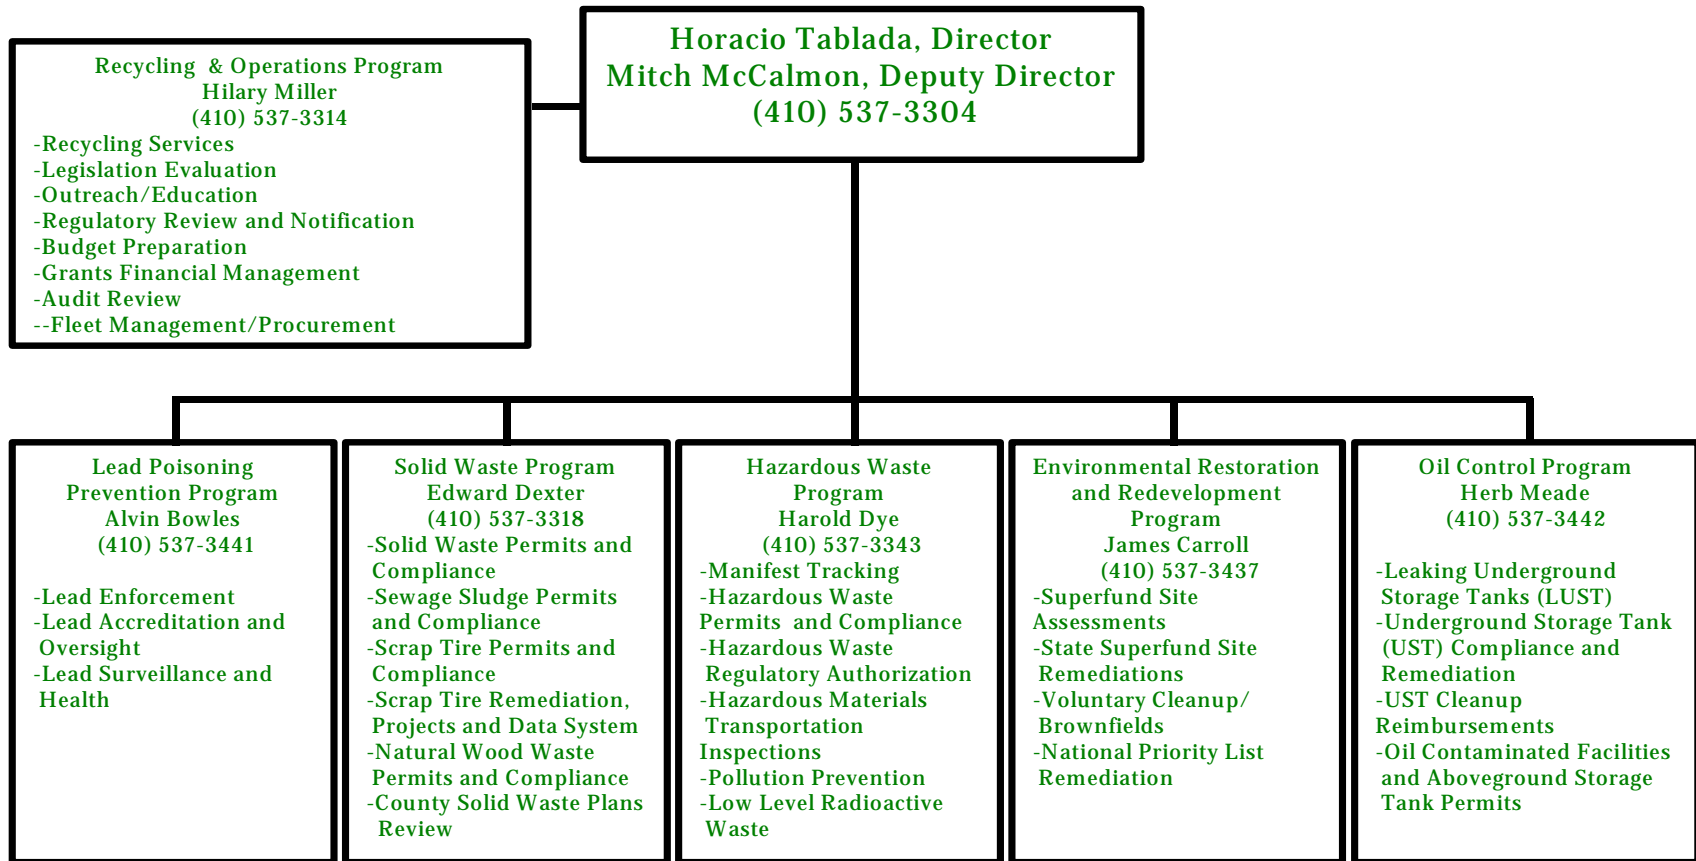 Horacio Tablada, Director
Mitch McCalmon, Deputy Director
(410) 537-3304
Recycling & Operations Program
Hilary Miller
(410) 537-3314
-Recycling Services
-Legislation Evaluation
-Outreach/Education
-Regulatory Review and Notification
-Budget Preparation
-Grants Financial Management
-Audit Review
--Fleet Management/Procurement
Lead Poisoning
Prevention Program
Alvin Bowles
(410) 537-3441
-Lead Enforcement
-Lead Accreditation and
Oversight
-Lead Surveillance and
Health
Solid Waste Program
Edward Dexter
(410) 537-3318
-Solid Waste Permits and
Compliance
-Sewage Sludge Permits
and Compliance
-Scrap Tire Permits and
Compliance
-Scrap Tire Remediation,
Projects and Data System
-Natural Wood Waste
Permits and Compliance
-County Solid Waste Plans
Review
Hazardous Waste
Program
Harold Dye
(410) 537-3343
-Manifest Tracking
-Hazardous Waste
Permits and Compliance
-Hazardous Waste
Regulatory Authorization
-Hazardous Materials
Transportation
Inspections
-Pollution Prevention
-Low Level Radioactive
Waste
Environmental Restoration
and Redevelopment
Program
James Carroll
(410) 537-3437
-Superfund Site
Assessments
-State Superfund Site
Remediations
-Voluntary Cleanup/
Brownfields
-National Priority List
Remediation
Oil Control Program
Herb Meade
(410) 537-3442
-Leaking Underground
Storage Tanks (LUST)
-Underground Storage Tank
(UST) Compliance and
Remediation
-UST Cleanup
Reimbursements
-Oil Contaminated Facilities
and Aboveground Storage
Tank Permits